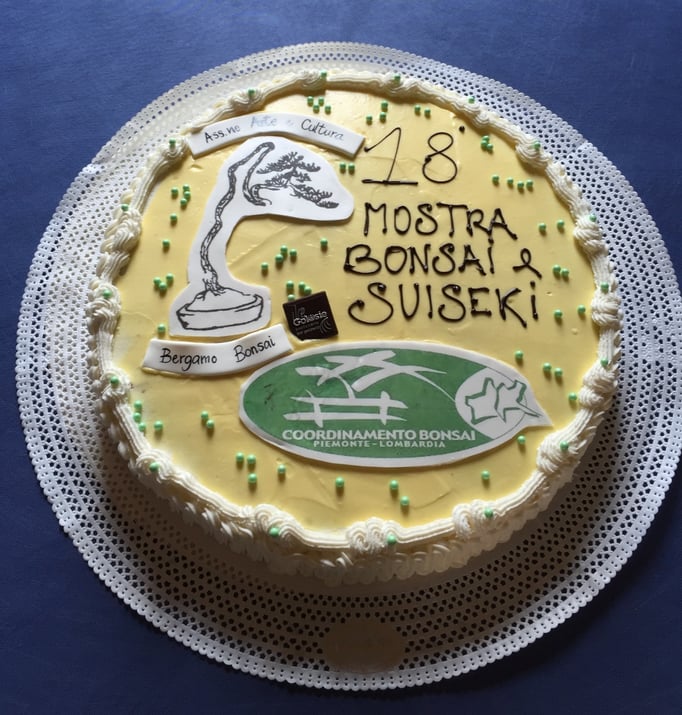 Ass.ne Arte e Cultura
18°
MOSTRA
BONSAI e
SUISEKI
Bergamo Bonsai
COORDINAMENTO BONSAI
PIEMONTE - LOMBARDIA